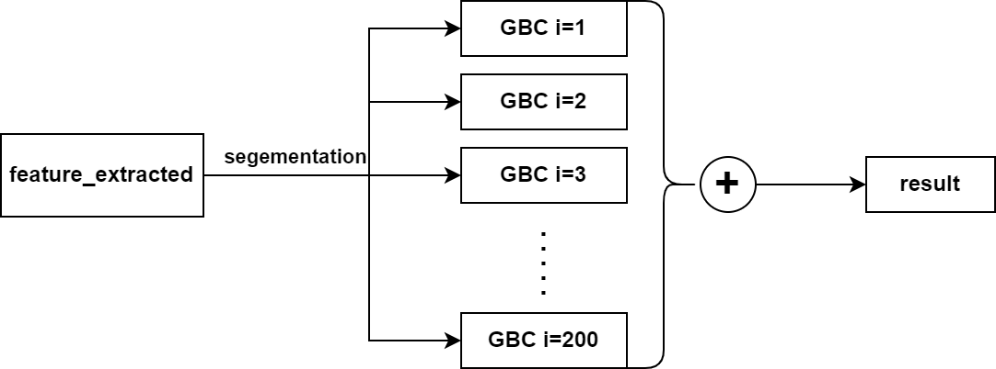 GBC i=1
GBC i=2
feature_extracted
segementation
GBC i=3
+
result
GBC i=200